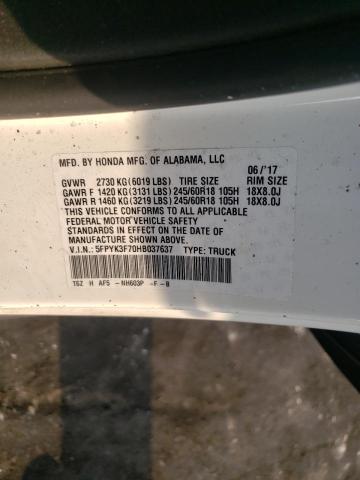 MFD. BY HONDA MFG. OF ALABAMA, LLC 06/'17
GVWR 2730 KG(6019 LBS) TIRE SIZE RIM SIZE
GAWR F 1420 KG(3131 LBS) 245/60R18 105H 18X8.0J
GAWR R 1460 KG(3219 LBS) 245/60R18 105H 18X8.0J
THIS VEHICLE CONFORMS TO ALL APPLICABLE
FEDERAL MOTOR VEHICLE SAFETY
STANDARDS IN EFFECT ON THE DATE OF
MANUFACTURE SHOWN ABOVE.
V.I.N.: 5FPYK3F70HB037637 TYPE: TRUCK
T6Z H AF5 -NH603P -F -B